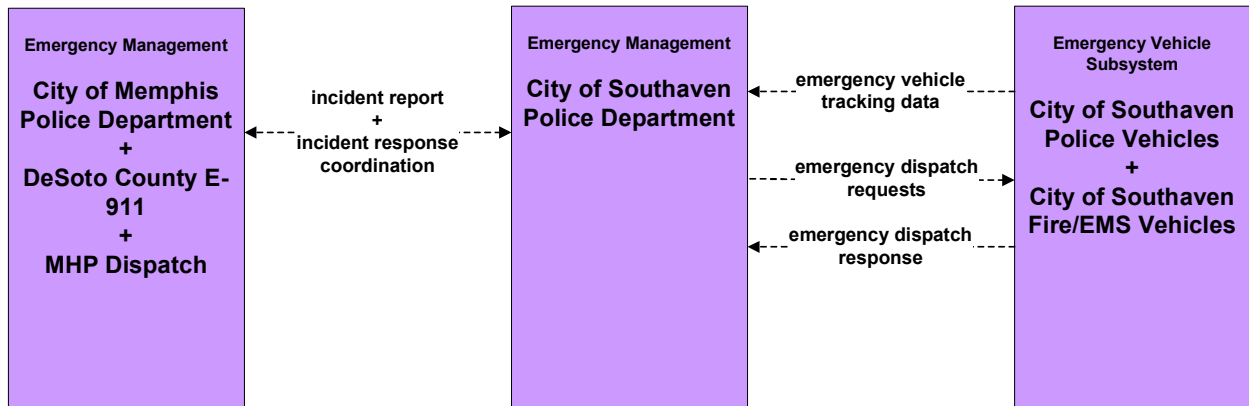 Emergency Management
City of Memphis
Police Department
+
DeSoto County E-
911
+
MHP Dispatch
incident report
+
incident response
coordination
Emergency Management
City of Southaven
Police Department
emergency vehicle
tracking data
emergency dispatch
requests
emergency dispatch
response
Emergency Vehicle
Subsystem
City of Southaven
Police Vehicles
+
City of Southaven
Fire/EMS Vehicles